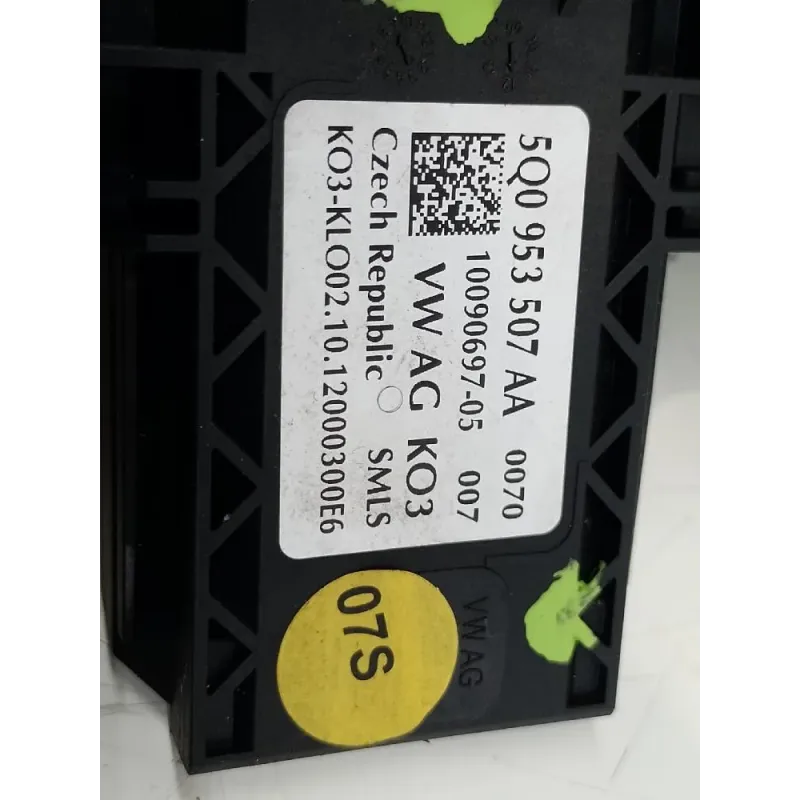 5Q0 953 507 AA 0070
10090697-05 007
VW AG KO3
Czech Republic SMLS
KO3-KLO02.10.12000300E6
07S
VW AG